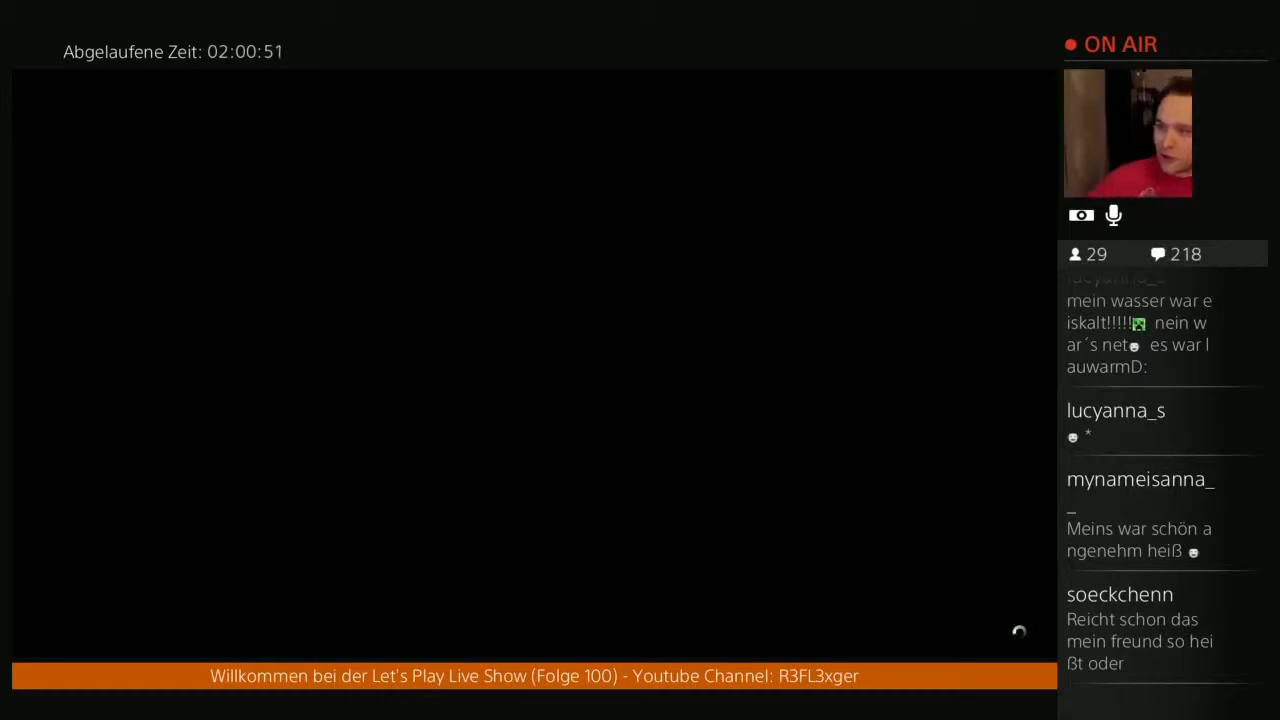 Abgelaufene Zeit: 02:00:51
ON AIR
29 218
lucyanna_s
mein wasser war e
iskalt!!!!! nein w
ar´s net es war l
auwarmD:
lucyanna_s
*
mynameisanna_
_
Meins war schön a
ngenehm heiß
soeckchenn
Reicht schon das
mein freund so hei
ßt oder
Willkommen bei der Let's Play Live Show (Folge 100) - Youtube Channel: R3FL3xger